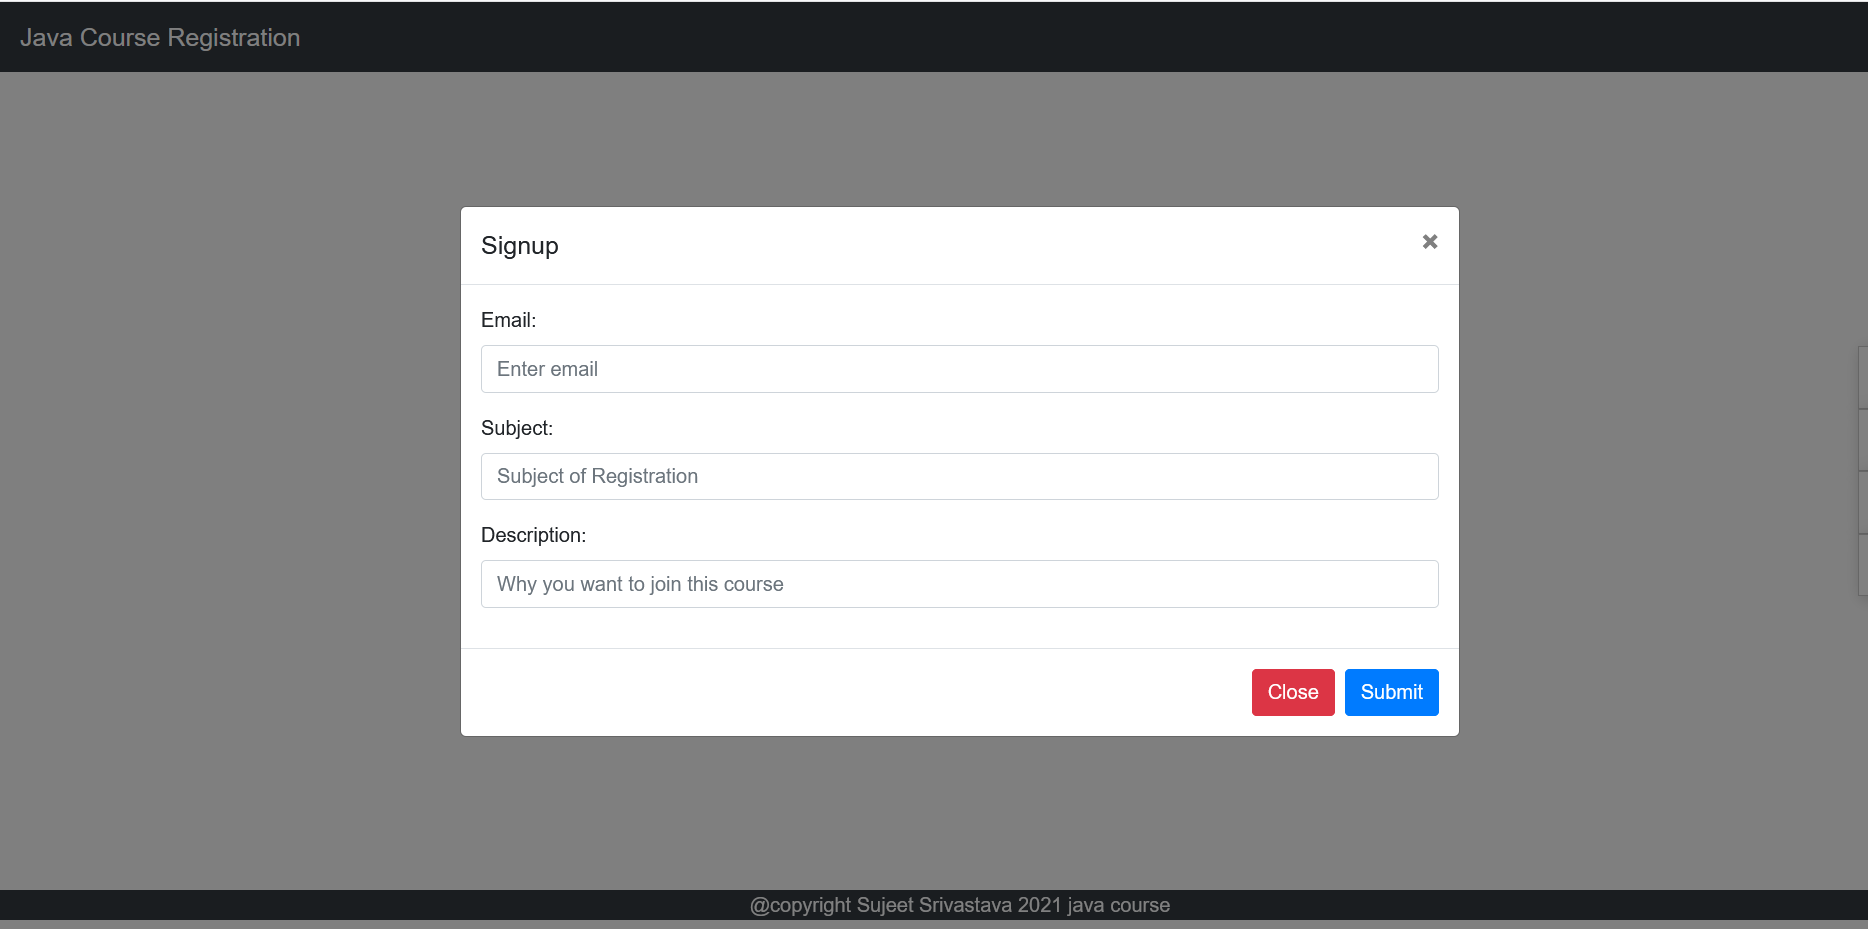 Java Course Registration
Signup
×
Email:
Enter email
Subject:
Subject of Registration
Description:
Why you want to join this course
Close Submit
@copyright Sujeet Srivastava 2021 java course